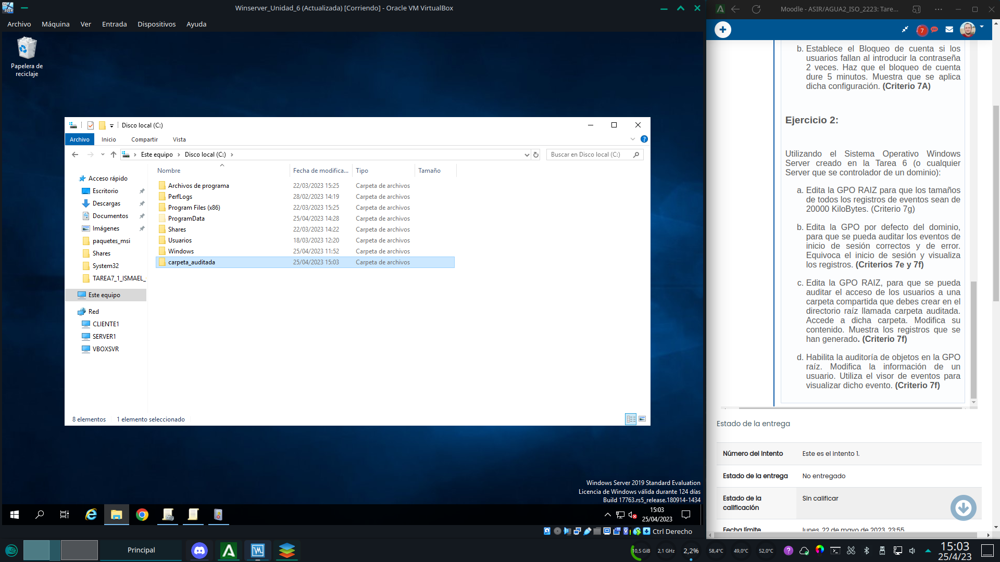 Winserver_Unidad_6 (Actualizada) [Corriendo] - Oracle VM VirtualBox
Archivo Máquina Ver Entrada Dispositivos Ayuda
Papelera de
reciclaje
Disco local (C:)
Archivo Inicio Compartir Vista
Este equipo Disco local (C:)
Buscar en Disco local (C:)
Nombre Fecha de modifica... Tipo Tamaño
Archivos de programa 22/03/2023 15:25 Carpeta de archivos
PerfLogs 28/02/2023 14:19 Carpeta de archivos
Program Files (x86) 22/03/2023 15:25 Carpeta de archivos
ProgramData 25/04/2023 14:28 Carpeta de archivos
Shares 22/03/2023 14:22 Carpeta de archivos
Usuarios 18/03/2023 12:20 Carpeta de archivos
Windows 25/04/2023 11:52 Carpeta de archivos
carpeta_auditada 25/04/2023 15:03 Carpeta de archivos
Acceso rápido
Escritorio
Descargas
Documentos
Imágenes
paquetes_msi
Shares
System32
TAREA7_1_ISMAEL_
Este equipo
Red
CLIENTE1
SERVER1
VBOXSVR
8 elementos 1 elemento seleccionado
Windows Server 2019 Standard Evaluation
Licencia de Windows válida durante 124 días
Build 17763.rs5_release.180914-1434
15:03
25/04/2023
Ctrl Derecho
Moodle - ASIR/AGUA2_ISO_2223: Tare...
7
b. Establece el Bloqueo de cuenta si los
usuarios fallan al introducir la contraseña
2 veces. Haz que el bloqueo de cuenta
dure 5 minutos. Muestra que se aplica
dicha configuración. (Criterio 7A)
Ejercicio 2:
Utilizando el Sistema Operativo Windows
Server creado en la Tarea 6 (o cualquier
Server que se controlador de un dominio):
a. Edita la GPO RAIZ para que los tamaños
de todos los registros de eventos sean de
20000 KiloBytes. (Criterio 7g)
b. Edita la GPO por defecto del dominio,
para que se pueda auditar los eventos de
inicio de sesión correctos y de error.
Equivoca el inicio de sesión y visualiza
los registros. (Criterios 7e y 7f)
c. Edita la GPO RAIZ, para que se pueda
auditar el acceso de los usuarios a una
carpeta compartida que debes crear en el
directorio raíz llamada carpeta auditada.
Accede a dicha carpeta. Modifica su
contenido. Muestra los registros que se
han generado. (Criterio 7f)
d. Habilita la auditoría de objetos en la GPO
raíz. Modifica la información de un
usuario. Utiliza el visor de eventos para
visualizar dicho evento. (Criterio 7f)
Estado de la entrega
Número del intento Este es el intento 1.
Estado de la entrega No entregado
Estado de la
calificación
Sin calificar
Fecha límite lunes, 22 de mayo de 2023, 23:55
Principal
10,5 GiB 2,1 GHz 2,2% 58,4°C 49,0°C 52,0°C
15:03
25/4/23